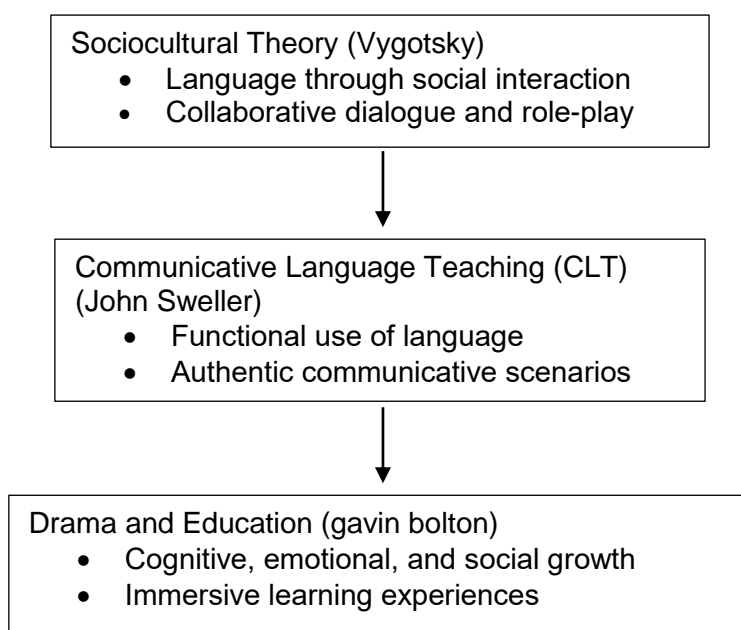 Sociocultural Theory (Vygotsky)
• Language through social interaction
• Collaborative dialogue and role-play
Communicative Language Teaching (CLT)
(John Sweller)
• Functional use of language
• Authentic communicative scenarios
Drama and Education (gavin bolton)
• Cognitive, emotional, and social growth
• Immersive learning experiences